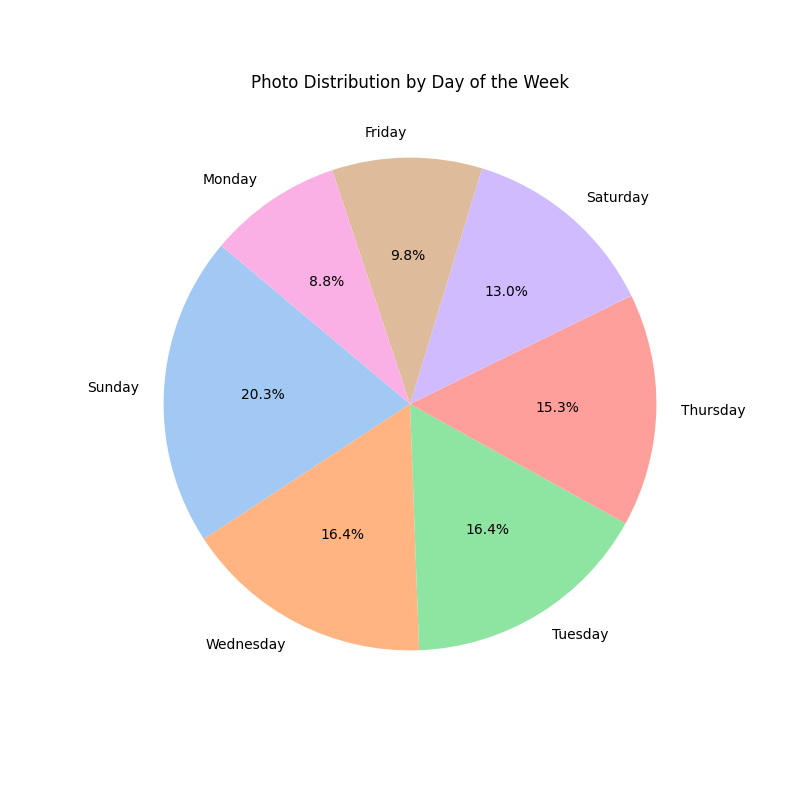 Photo Distribution by Day of the Week
Friday
Monday
Saturday
9.8%
8.8%
13.0%
Sunday
20.3%
15.3%
Thursday
16.4%
16.4%
Wednesday
Tuesday